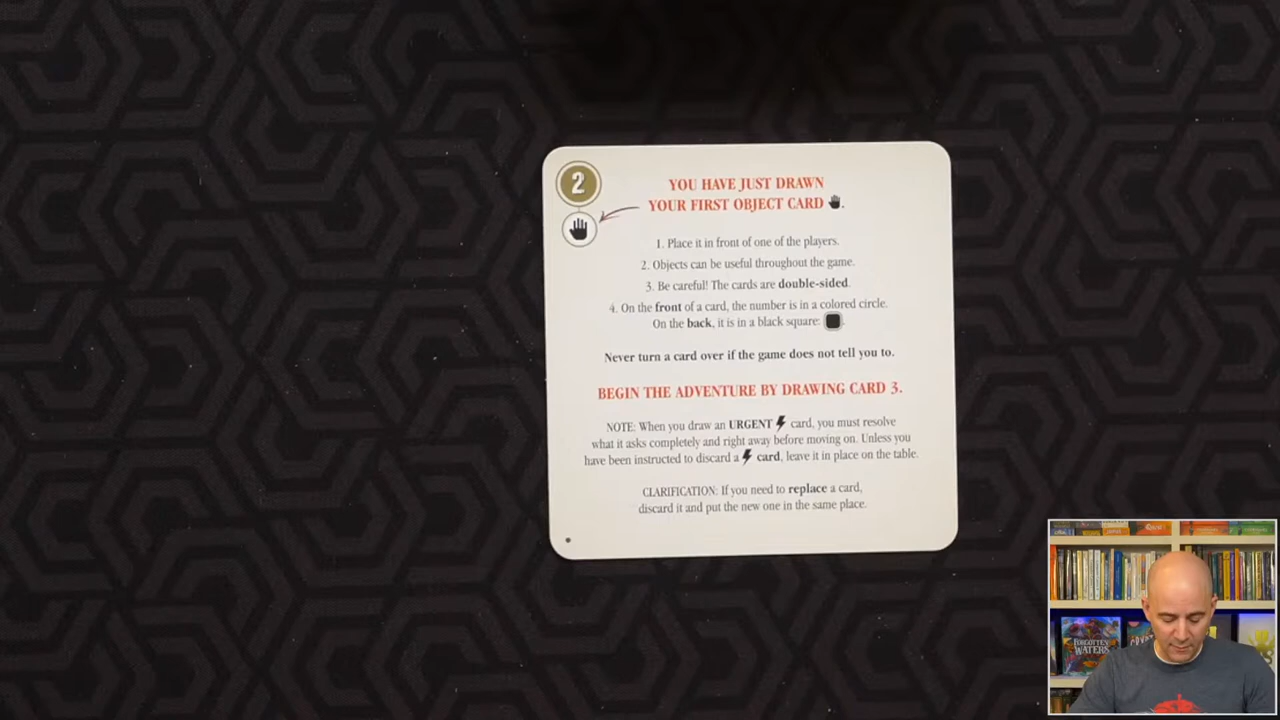 2
YOU HAVE JUST DRAWN
YOUR FIRST OBJECT CARD.
1. Place it in front of one of the players.
2. Objects can be useful throughout the game.
3. Be careful! The cards are double-sided.
4. On the front of a card, the number is in a colored circle.
On the back, it is in a black square:
Never turn a card over if the game does not tell you to.
BEGIN THE ADVENTURE BY DRAWING CARD 3.
NOTE: When you draw an URGENT card, you must resolve
what it asks completely and right away before moving on. Unless you
have been instructed to discard a card, leave it in place on the table.
CLARIFICATION: If you need to replace a card,
discard it and put the new one in the same place.
FORGOTTEN
WATERS